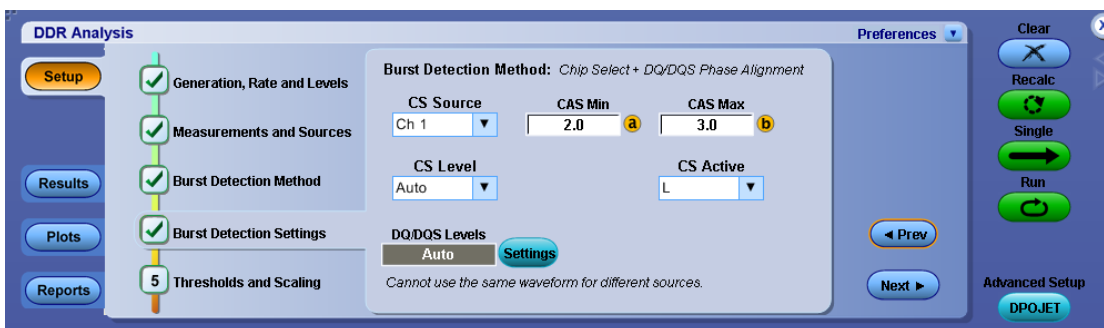 DDR Analysis
Preferences
Clear
Setup
Generation, Rate and Levels
Burst Detection Method: Chip Select + DQ/DQS Phase Alignment
Recalc
CS Source
CAS Min
CAS Max
Ch 1
2.0
a
3.0
b
Measurements and Sources
Single
Results
Burst Detection Method
CS Level
CS Active
Auto
L
Run
Plots
Burst Detection Settings
DQ/DQS Levels
Auto
Settings
◄ Prev
Reports
5
Thresholds and Scaling
Cannot use the same waveform for different sources.
Next ►
Advanced Setup
DPOJET